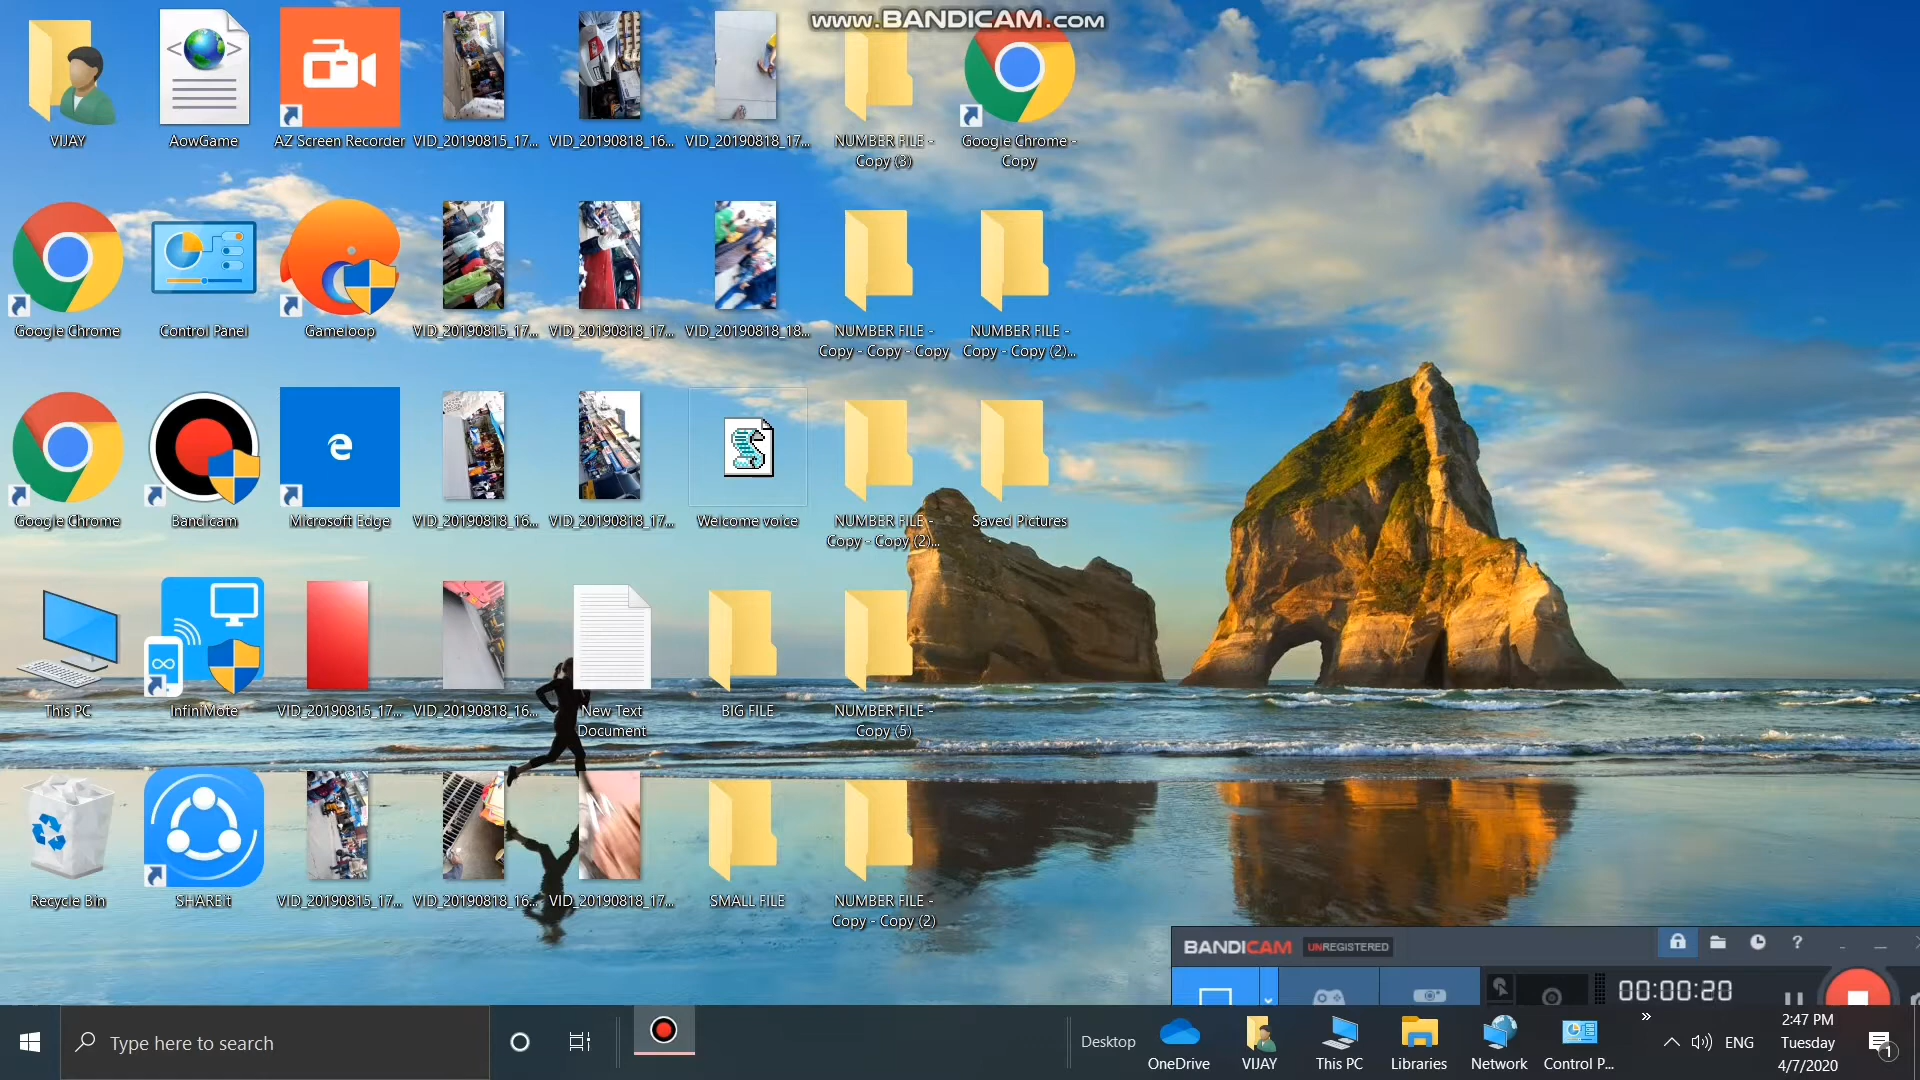 www.BANDICAM.com
VIJAY
AowGame
AZ Screen Recorder
VID_20190815_17...
VID_20190818_16...
VID_20190818_17...
NUMBER FILE -
Copy (3)
Google Chrome -
Copy
Google Chrome
Control Panel
Gameloop
VID_20190815_17...
VID_20190818_17...
VID_20190818_18...
NUMBER FILE -
Copy - Copy - Copy
NUMBER FILE -
Copy - Copy (2)...
Google Chrome
Bandicam
Microsoft Edge
VID_20190818_16...
VID_20190818_17...
Welcome voice
NUMBER FILE -
Copy - Copy (2)...
Saved Pictures
This PC
InfiniMote
VID_20190815_17...
VID_20190818_16...
New Text
Document
BIG FILE
NUMBER FILE -
Copy (5)
Recycle Bin
SHAREit
VID_20190815_17...
VID_20190818_16...
VID_20190818_17...
SMALL FILE
NUMBER FILE -
Copy - Copy (2)
BANDICAM UNREGISTERED
00:00:20
Type here to search
Desktop
OneDrive
VIJAY
This PC
Libraries
Network
Control P...
ENG
2:47 PM
Tuesday
4/7/2020
1